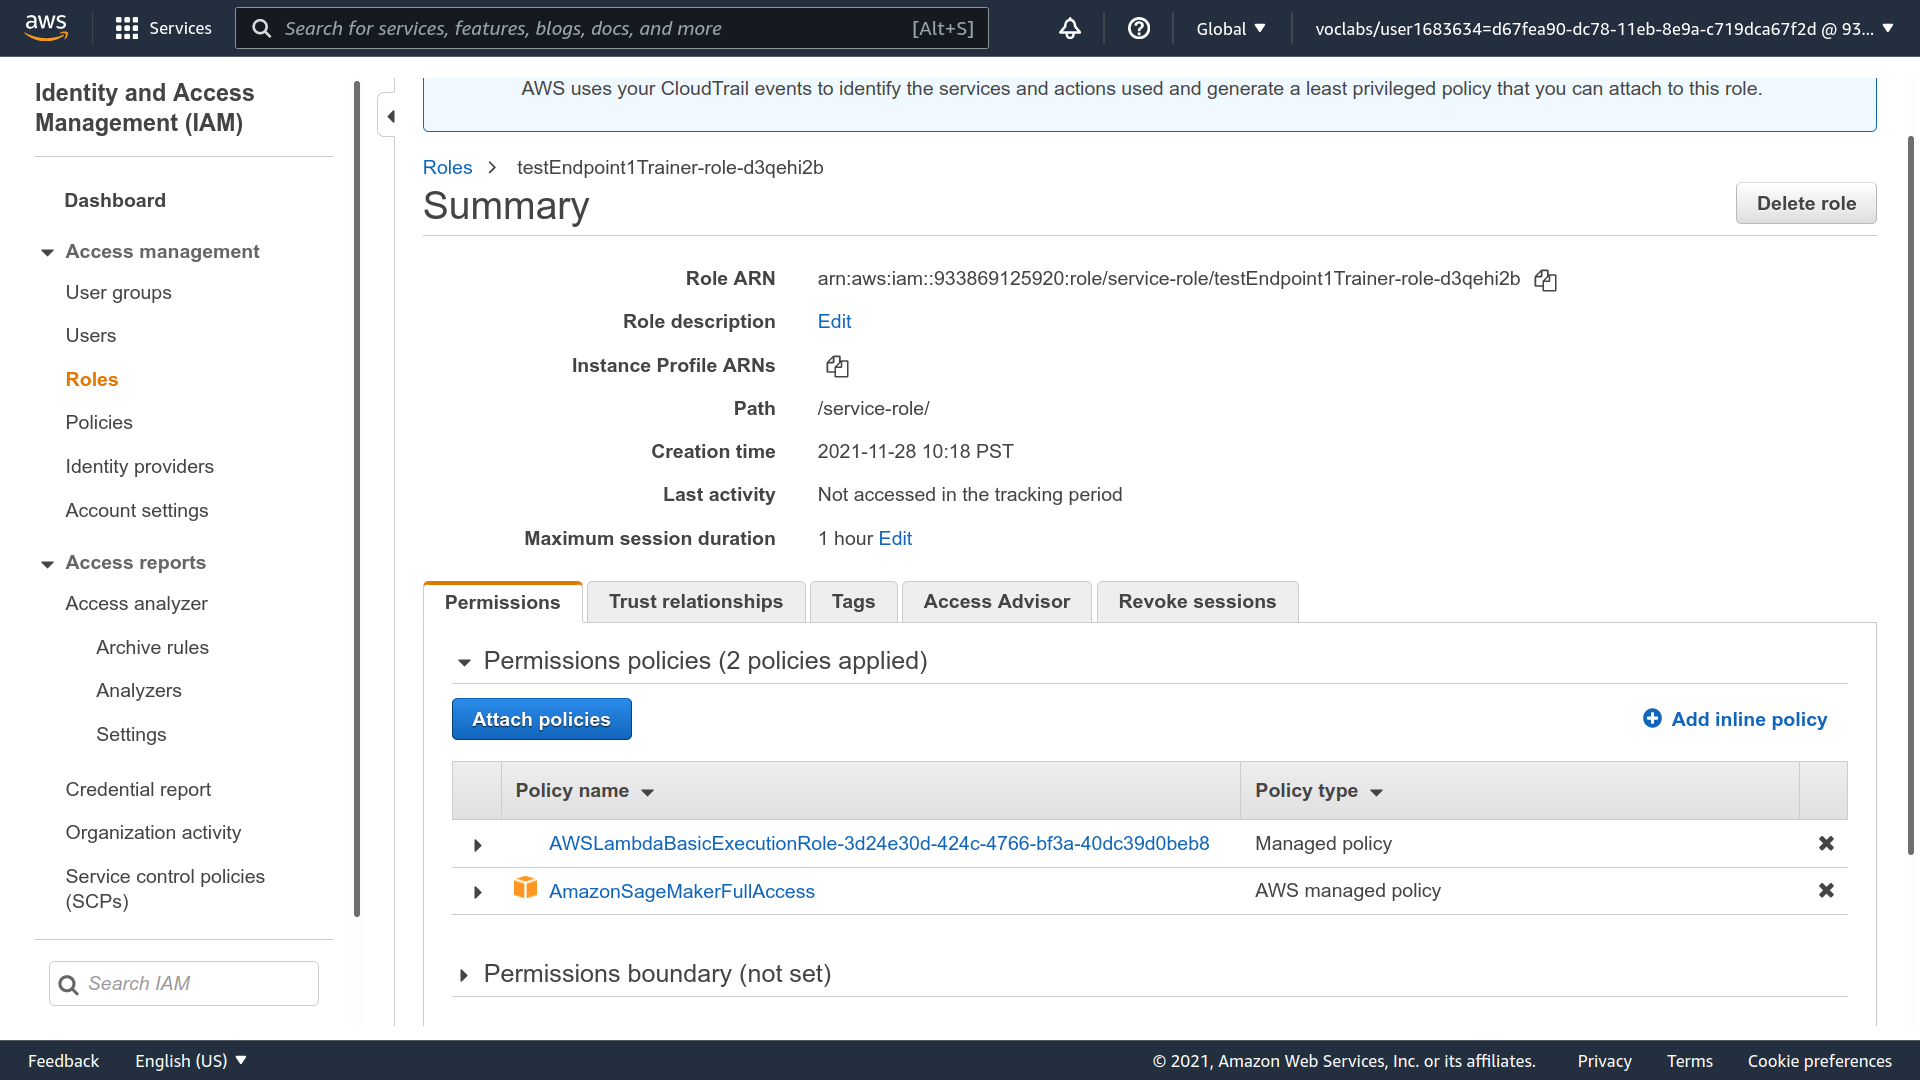 aws
Services
Search for services, features, blogs, docs, and more
[Alt+S]
Global
voclabs/user1683634=d67fea90-dc78-11eb-8e9a-c719dca67f2d @ 93...
Identity and Access
Management (IAM)
Dashboard
Access management
User groups
Users
Roles
Policies
Identity providers
Account settings
Access reports
Access analyzer
Archive rules
Analyzers
Settings
Credential report
Organization activity
Service control policies
(SCPs)
Search IAM
AWS uses your CloudTrail events to identify the services and actions used and generate a least privileged policy that you can attach to this role.
Roles > testEndpoint1Trainer-role-d3qehi2b
Summary
Delete role
Role ARN arn:aws:iam::933869125920:role/service-role/testEndpoint1Trainer-role-d3qehi2b
Role description Edit
Instance Profile ARNs
Path /service-role/
Creation time 2021-11-28 10:18 PST
Last activity Not accessed in the tracking period
Maximum session duration 1 hour Edit
Permissions
Trust relationships
Tags
Access Advisor
Revoke sessions
Permissions policies (2 policies applied)
Attach policies
Add inline policy
Policy name Policy type
AWSLambdaBasicExecutionRole-3d24e30d-424c-4766-bf3a-40dc39d0beb8 Managed policy
AmazonSageMakerFullAccess AWS managed policy
Permissions boundary (not set)
Feedback
English (US)
© 2021, Amazon Web Services, Inc. or its affiliates.
Privacy
Terms
Cookie preferences